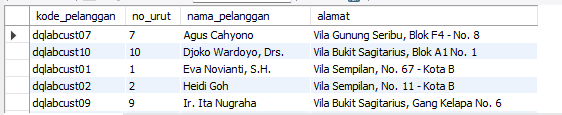 kode_pelanggan no_urut nama_pelanggan alamat
dqlabcust07 7 Agus Cahyono Vila Gunung Seribu, Blok F4 - No. 8
dqlabcust10 10 Djoko Wardoyo, Drs. Vila Bukit Sagitarius, Blok A1 No. 1
dqlabcust01 1 Eva Novianti, S.H. Vila Sempilan, No. 67 - Kota B
dqlabcust02 2 Heidi Goh Vila Sempilan, No. 11 - Kota B
dqlabcust09 9 Ir. Ita Nugraha Vila Bukit Sagitarius, Gang Kelapa No. 6